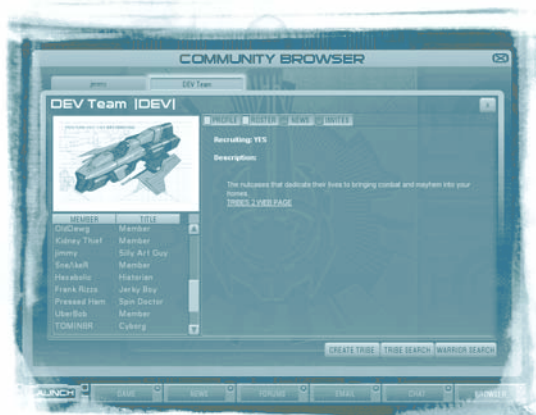 COMMUNITY BROWSER
jimmy
DEV Team
DEV Team |DEV|
PROFILE ROSTER NEWS INVITES
Recruiting: YES
Description:
The nutcases that dedicate their lives to bringing combat and mayhem into your
homes.
TRIBES 2 WEB PAGE
MEMBER TITLE
OldDawg Member
Kidney Thief Member
Jimmy Silly Art Guy
Member
Hexabolic Historian
Frank Rizzo Jerky Boy
Pressed Ham Spin Doctor
UberBob Member
TOMIN8R Cyborg
CREATE TRIBE TRIBE SEARCH WARRIOR SEARCH
LAUNCH GAME NEWS FORUMS EMAIL CHAT BROWSER